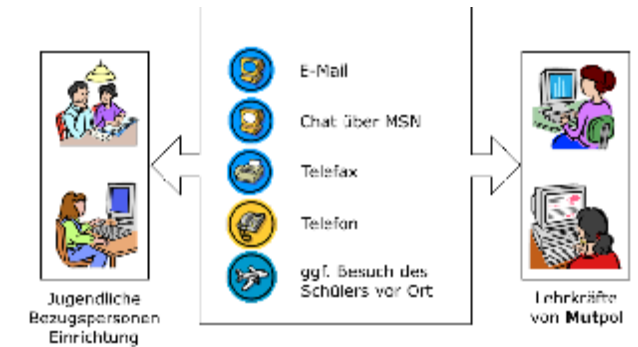 E-Mail
Chat über MSN
Telefax
Telefon
ggf. Besuch des
Schülers vor Ort
Jugendliche
Bezugspersonen
Einrichtung
Lehrkräfte
von Mutpol